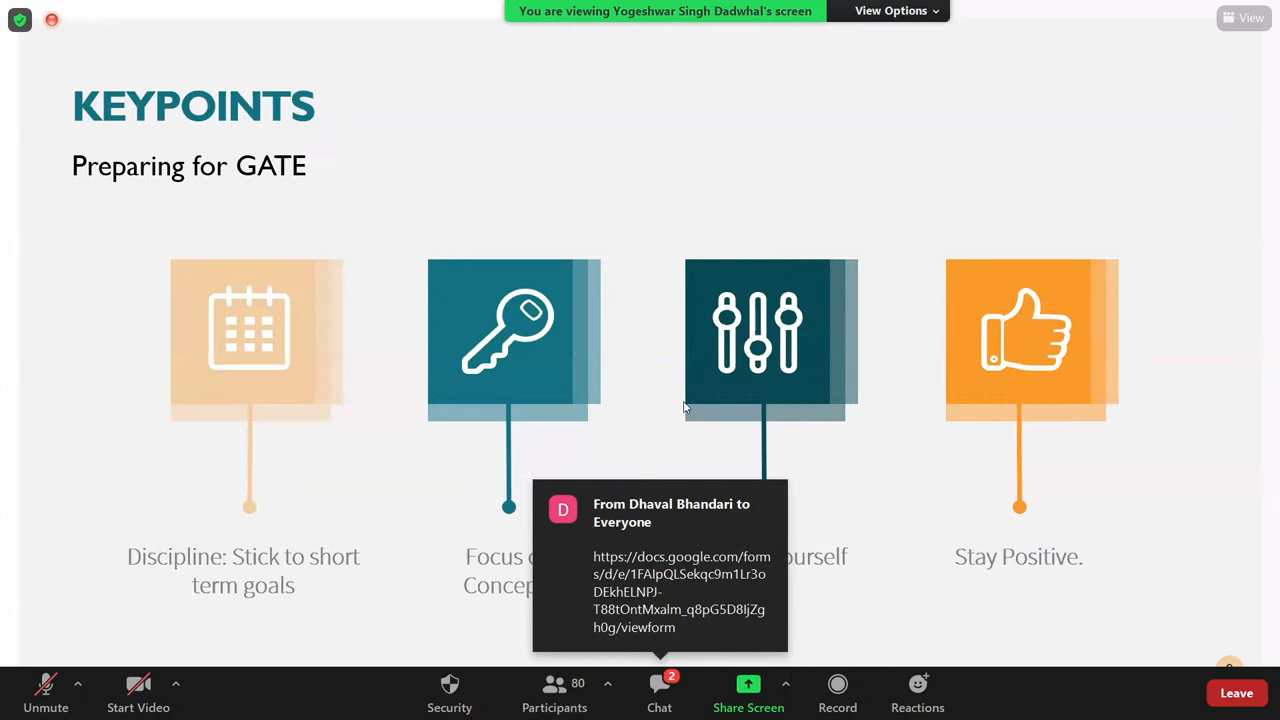 You are viewing Yogeshwar Singh Dadwhal's screen
View Options
View
KEYPOINTS
Preparing for GATE
Discipline: Stick to short
term goals
Focus
Concep
ourself
Stay Positive.
From Dhaval Bhandari to
Everyone
D
https://docs.google.com/form
s/d/e/1FAIpQLSekqc9m1Lr3o
DEkhELNPJ-
T88tOntMxalm_q8pG5D8IjZg
h0g/viewform
Unmute
Start Video
Security
80
Participants
2
Chat
Share Screen
Record
Reactions
Leave